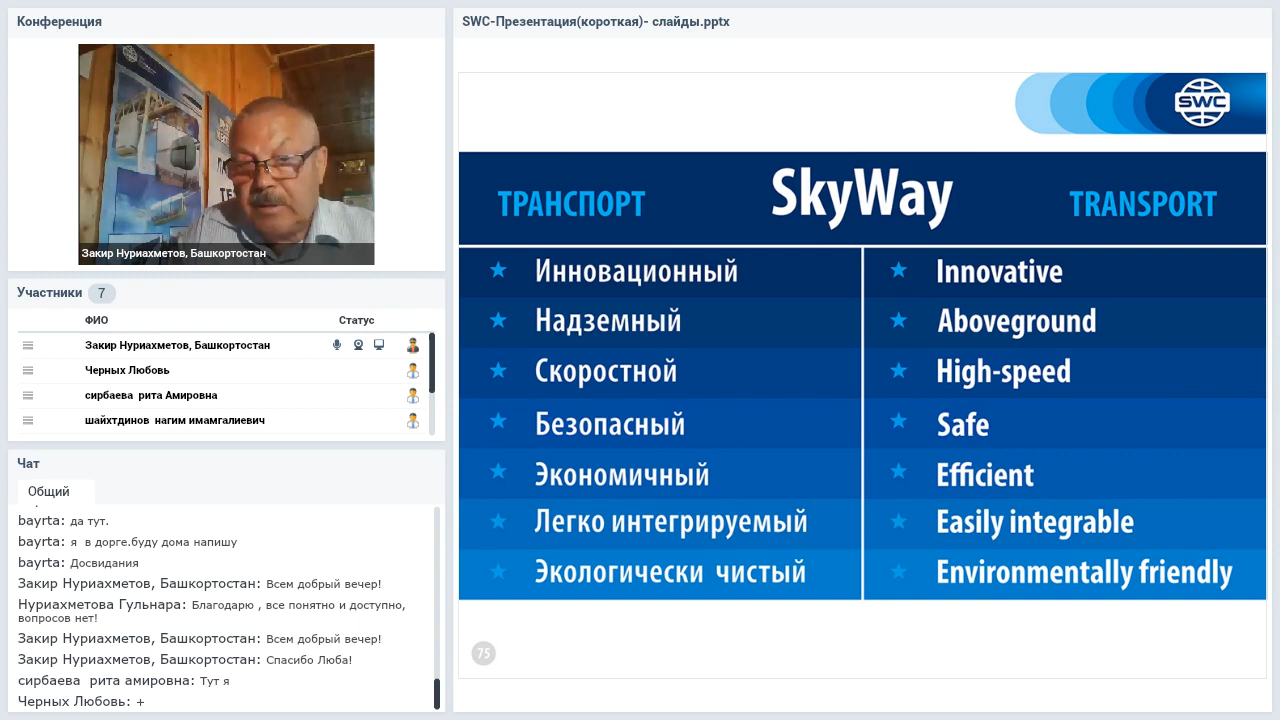 Конференция
Закир Нуриахметов, Башкортостан
Участники 7
ФИО Статус
Закир Нуриахметов, Башкортостан
Черных Любовь
сирбаева рита Амировна
шайхтдинов нагим имамгалиевич
Чат
Общий
bayrta: да тут.
bayrta: я в дорге.буду дома напишу
bayrta: Досвидания
Закир Нуриахметов, Башкортостан: Всем добрый вечер!
Нуриахметова Гульнара: Благодарю , все понятно и доступно,
вопросов нет!
Закир Нуриахметов, Башкортостан: Всем добрый вечер!
Закир Нуриахметов, Башкортостан: Спасибо Люба!
сирбаева рита амировна: Тут я
Черных Любовь: +
SWC-Презентация(короткая)- слайды.pptx
SWC
ТРАНСПОРТ SkyWay TRANSPORT
Инновационный Innovative
Надземный Aboveground
Скоростной High-speed
Безопасный Safe
Экономичный Efficient
Легко интегрируемый Easily integrable
Экологически чистый Environmentally friendly
75